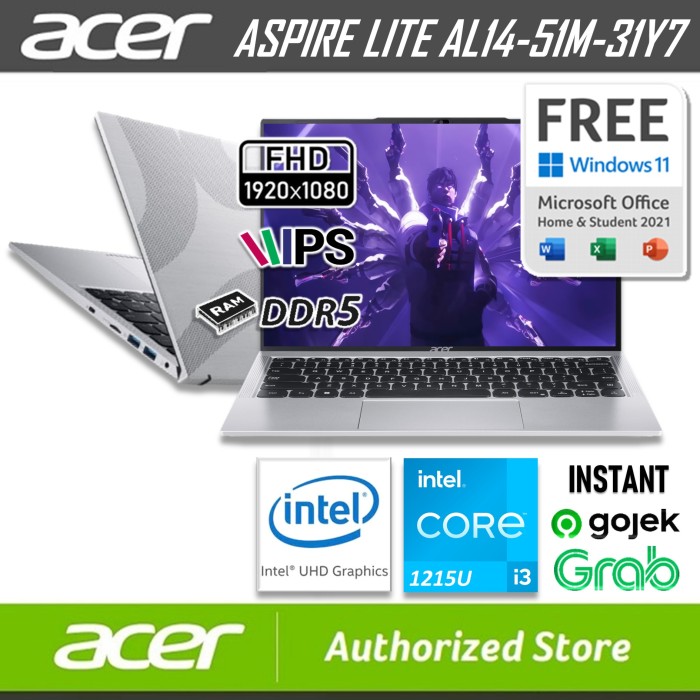 acer
ASPIRE LITE AL14-51M-31Y7
FREE
Windows 11
Microsoft Office
Home & Student 2021
W X P
FHD
1920x1080
IPS
RAM
DDR5
acer
intel
Intel® UHD Graphics
intel
CORE
1215U i3
INSTANT
gojek
Grab
acer
Authorized Store